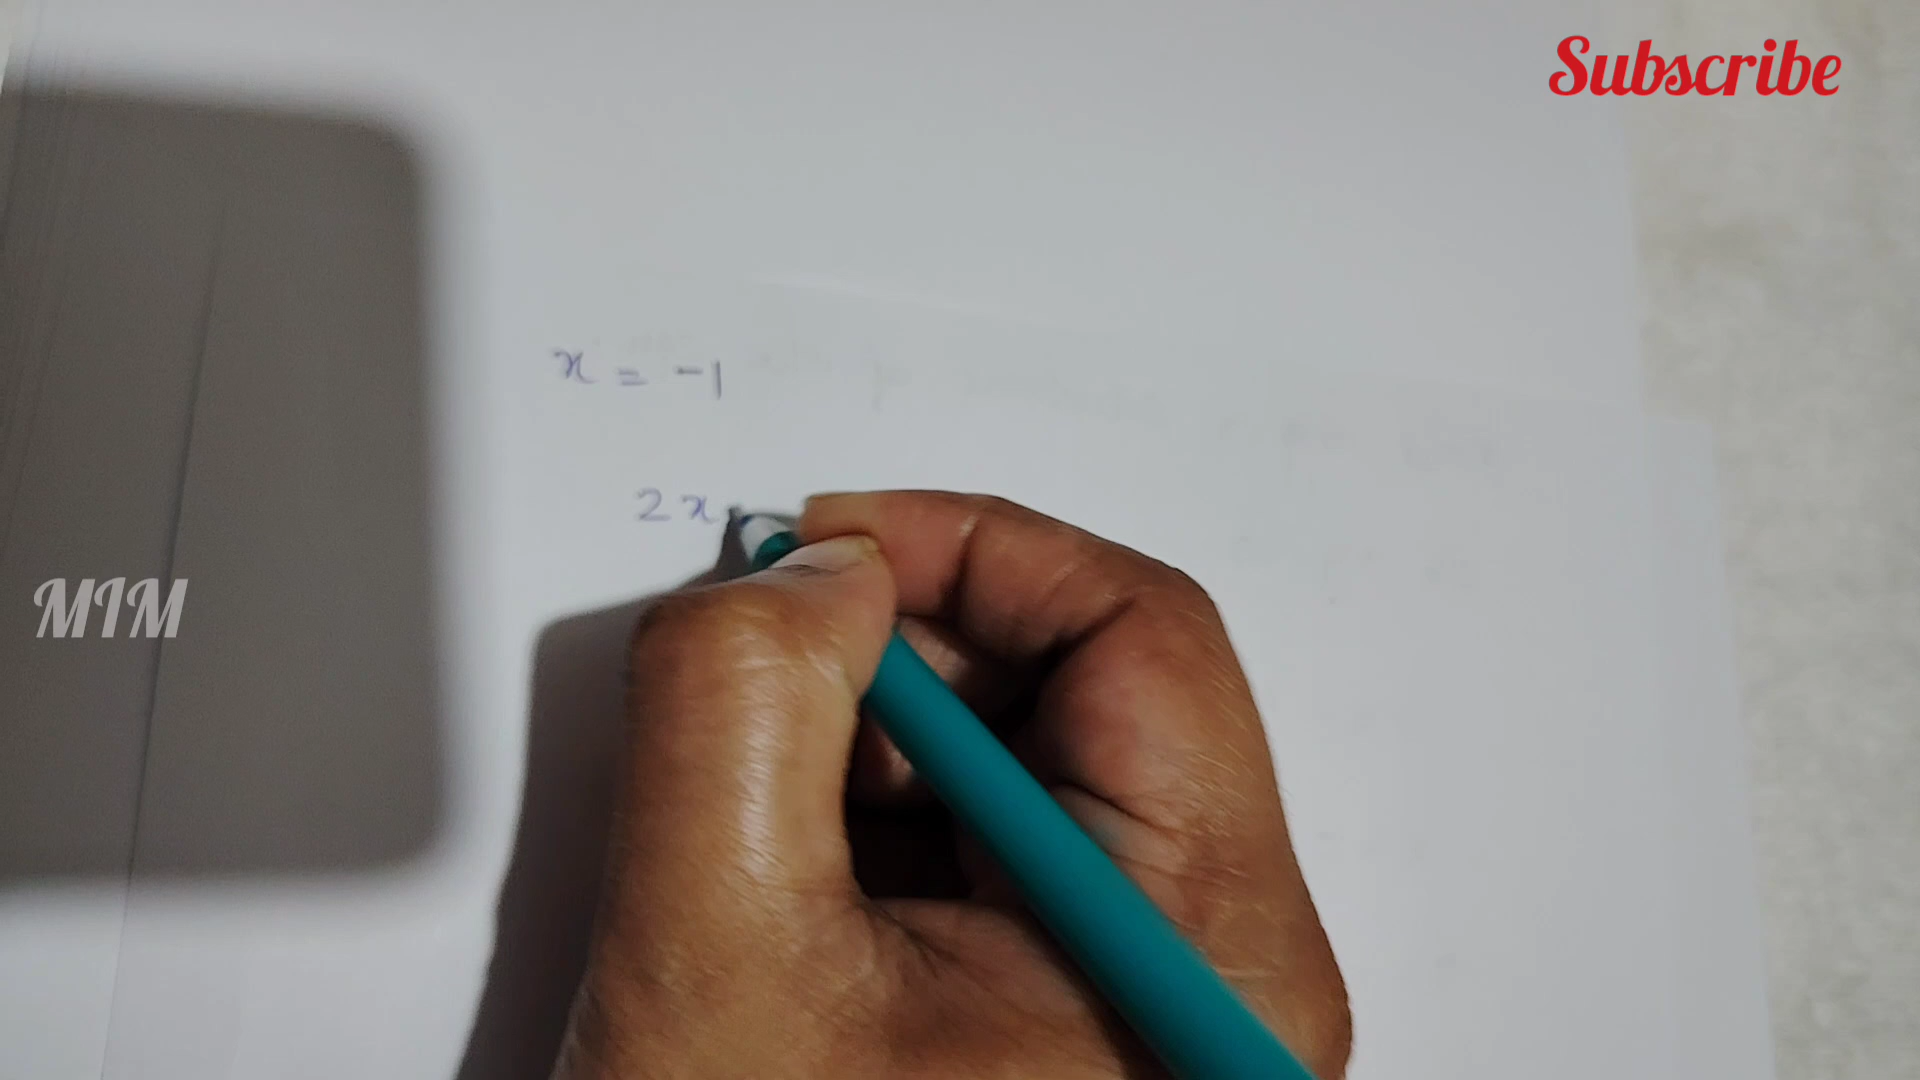 Subscribe
x = -1
2x
MIM